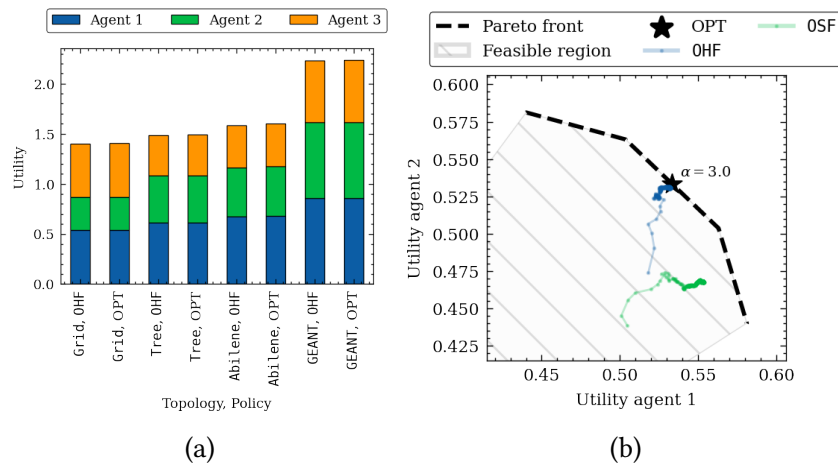 Agent 1 Agent 2 Agent 3
Utility
2.0
1.5
1.0
0.5
0.0
Grid, OHF
Grid, OPT
Tree, OHF
Tree, OPT
Abilene, OHF
Abilene, OPT
GEANT, OHF
GEANT, OPT
Topology, Policy
(a)
Pareto front OPT OSF
Feasible region OHF
Utility agent 2
0.600
0.575
0.550
0.525
0.500
0.475
0.450
0.425
α = 3.0
0.45 0.50 0.55 0.60
Utility agent 1
(b)